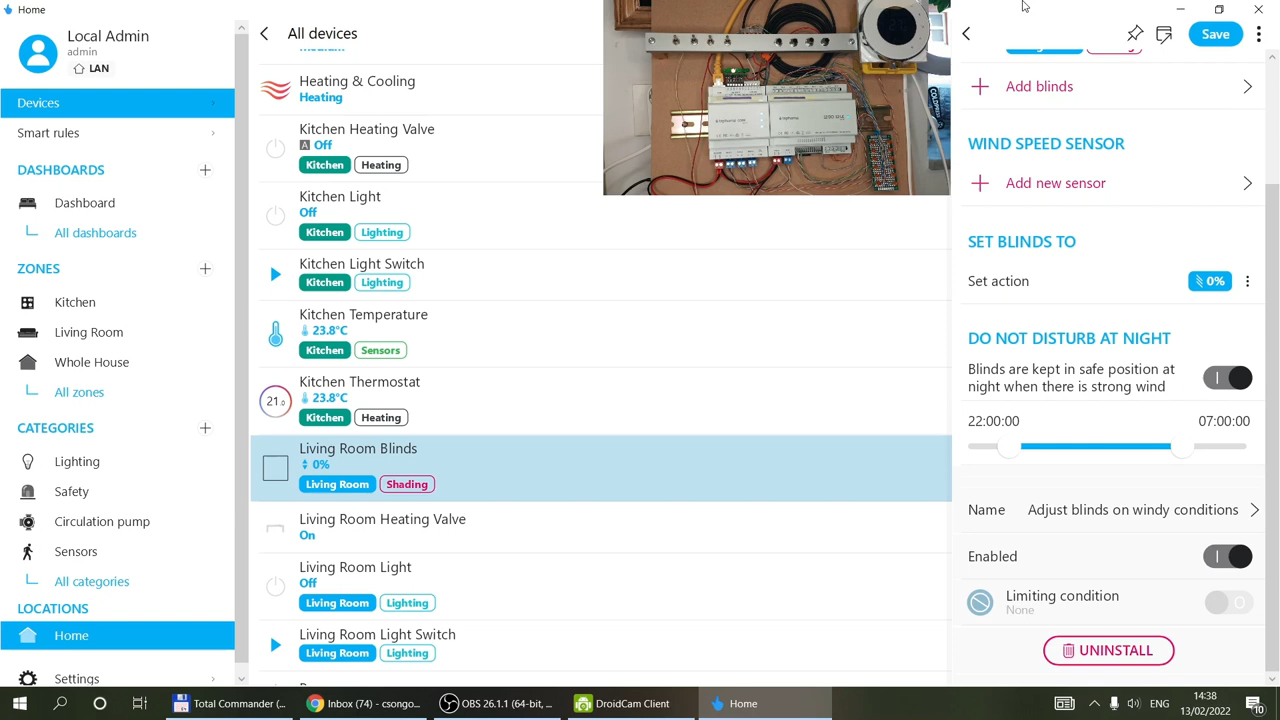 Home
Local Admin
admin
LAN
Devices
Smart rules
DASHBOARDS
Dashboard
All dashboards
ZONES
Kitchen
Living Room
Whole House
All zones
CATEGORIES
Lighting
Safety
Circulation pump
Sensors
All categories
LOCATIONS
Home
Settings
All devices
Medium
Heating & Cooling
Heating
Kitchen Heating Valve
A Off
Kitchen Heating
Kitchen Light
Off
Kitchen Lighting
Kitchen Light Switch
Kitchen Lighting
Kitchen Temperature
23.8°C
Kitchen Sensors
Kitchen Thermostat
21.0 23.8°C
Kitchen Heating
Living Room Blinds
0%
Living Room Shading
Living Room Heating Valve
On
Living Room Light
Off
Living Room Lighting
Living Room Light Switch
Living Room Lighting
COLDPRESS
Save
Add blinds
WIND SPEED SENSOR
Add new sensor
SET BLINDS TO
Set action 0%
DO NOT DISTURB AT NIGHT
Blinds are kept in safe position at
night when there is strong wind
22:00:00 07:00:00
Name Adjust blinds on windy conditions
Enabled
Limiting condition
None
UNINSTALL
Total Commander (...
Inbox (74) - csongo...
OBS 26.1.1 (64-bit, ...
DroidCam Client
Home
ENG
14:38
13/02/2022
10